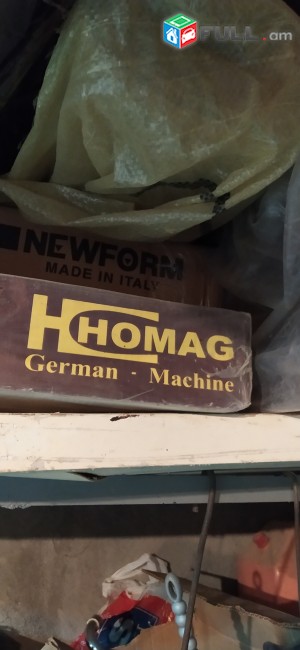 FULL.am
NEWFORM
MADE IN ITALY
HOMAG
German - Machine